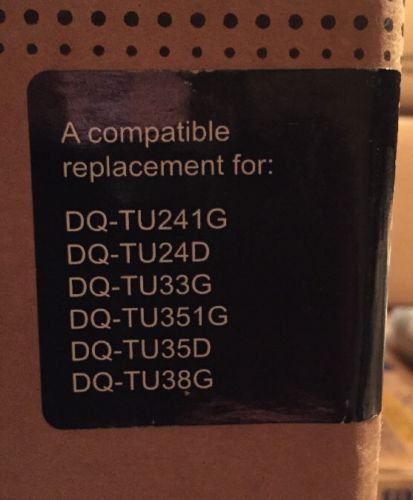 A compatible
replacement for:
DQ-TU241G
DQ-TU24D
DQ-TU33G
DQ-TU351G
DQ-TU35D
DQ-TU38G